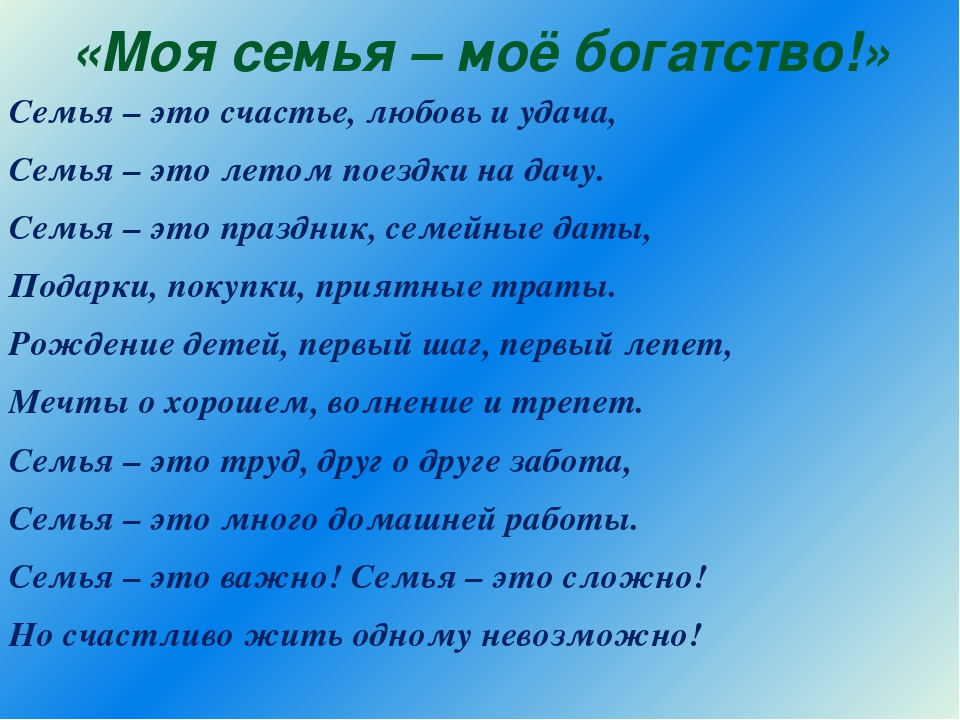 «Моя семья – моё богатство!»
Семья – это счастье, любовь и удача,
Семья – это летом поездки на дачу.
Семья – это праздник, семейные даты,
Подарки, покупки, приятные траты.
Рождение детей, первый шаг, первый лепет,
Мечты о хорошем, волнение и трепет.
Семья – это труд, друг о друге забота,
Семья – это много домашней работы.
Семья – это важно! Семья – это сложно!
Но счастливо жить одному невозможно!